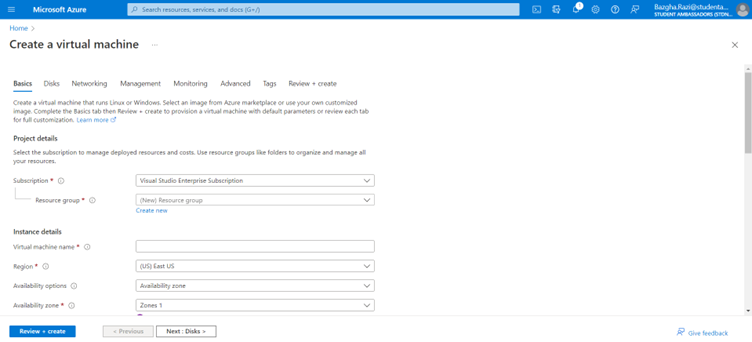 Microsoft Azure
Search resources, services, and docs (G+/)
1
Bazgha.Razi@studenta...
STUDENT AMBASSADORS (STDN...
Home >
Create a virtual machine ...
Basics Disks Networking Management Monitoring Advanced Tags Review + create
Create a virtual machine that runs Linux or Windows. Select an image from Azure marketplace or use your own customized
image. Complete the Basics tab then Review + create to provision a virtual machine with default parameters or review each tab
for full customization. Learn more
Project details
Select the subscription to manage deployed resources and costs. Use resource groups like folders to organize and manage all
your resources.
Subscription * Visual Studio Enterprise Subscription
Resource group * (New) Resource group
Create new
Instance details
Virtual machine name *
Region * (US) East US
Availability options Availability zone
Availability zone * Zones 1
Review + create < Previous Next : Disks > Give feedback